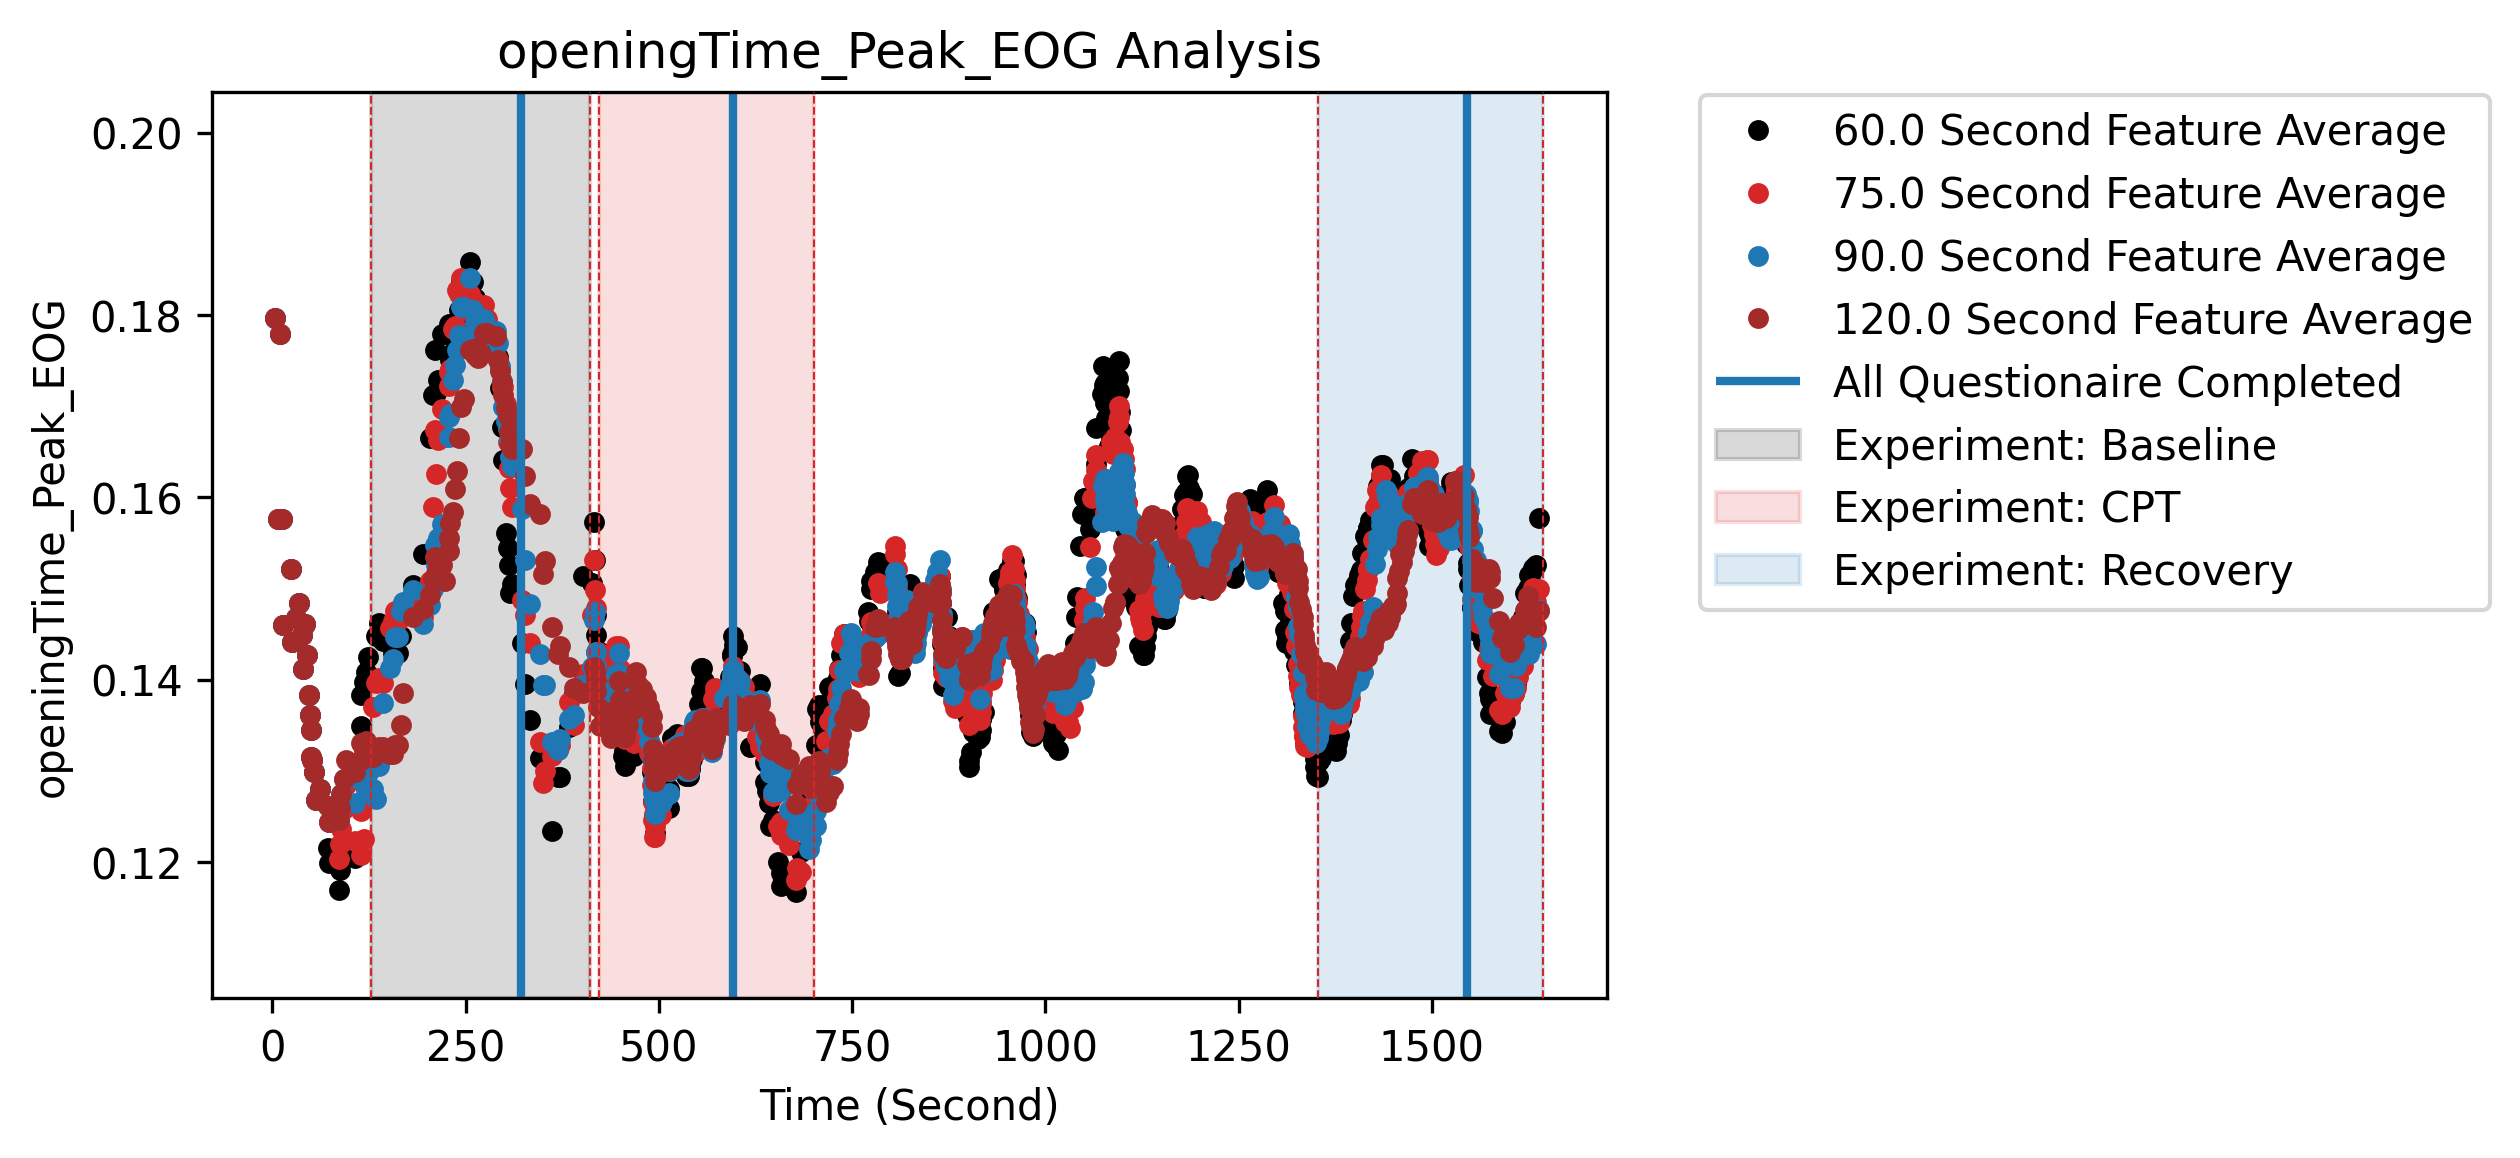 openingTime_Peak_EOG Analysis
openingTime_Peak_EOG
0.20
0.18
0.16
0.14
0.12
0
250
500
750
1000
1250
1500
Time (Second)
60.0 Second Feature Average
75.0 Second Feature Average
90.0 Second Feature Average
120.0 Second Feature Average
All Questionaire Completed
Experiment: Baseline
Experiment: CPT
Experiment: Recovery